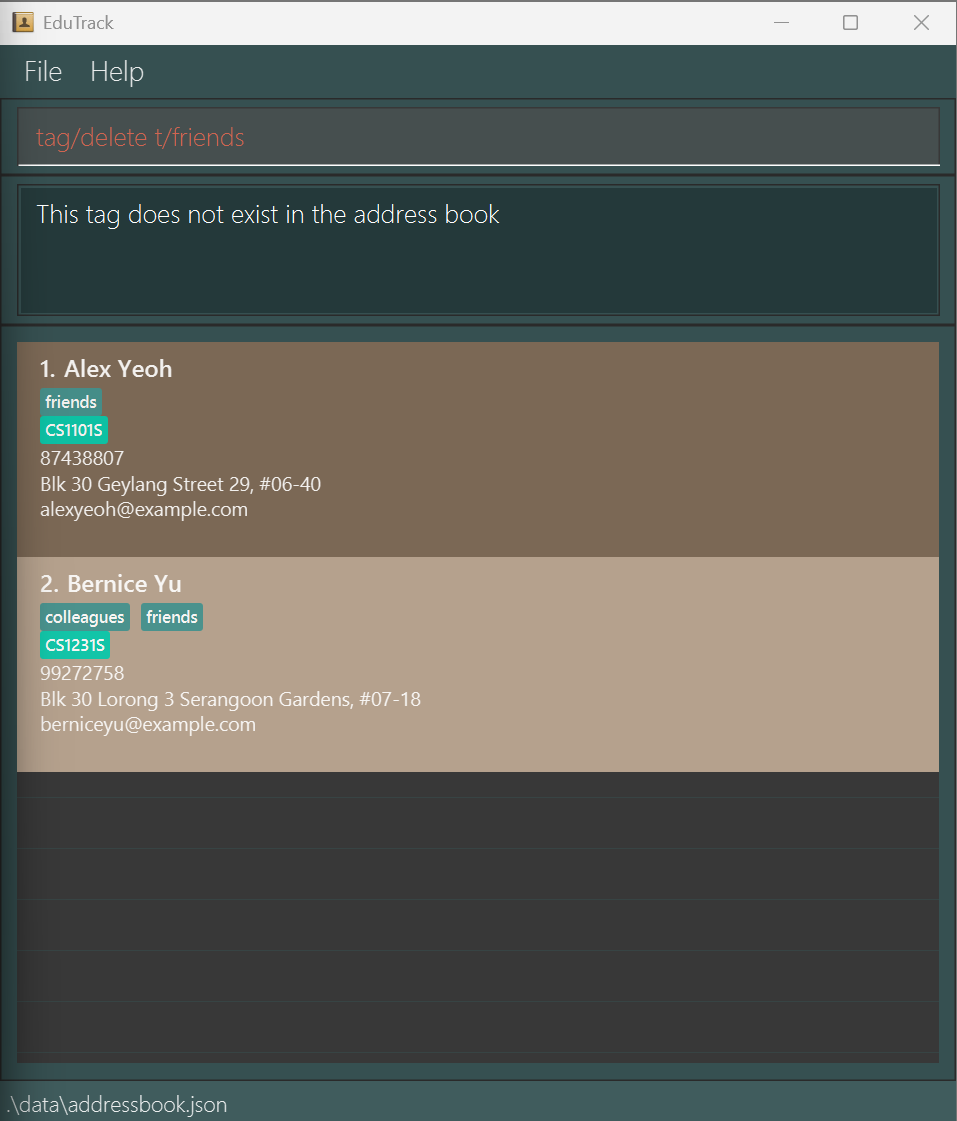 EduTrack
File Help
tag/delete t/friends
This tag does not exist in the address book
1. Alex Yeoh
friends
CS1101S
87438807
Blk 30 Geylang Street 29, #06-40
alexyeoh@example.com
2. Bernice Yu
colleagues friends
CS1231S
99272758
Blk 30 Lorong 3 Serangoon Gardens, #07-18
berniceyu@example.com
.\data\addressbook.json